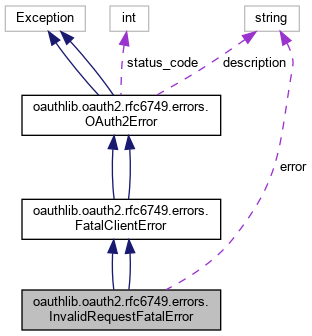 Exception
int
string
status_code
description
oauthlib.oauth2.rfc6749.errors.
OAuth2Error
error
oauthlib.oauth2.rfc6749.errors.
FatalClientError
oauthlib.oauth2.rfc6749.errors.
InvalidRequestFatalError